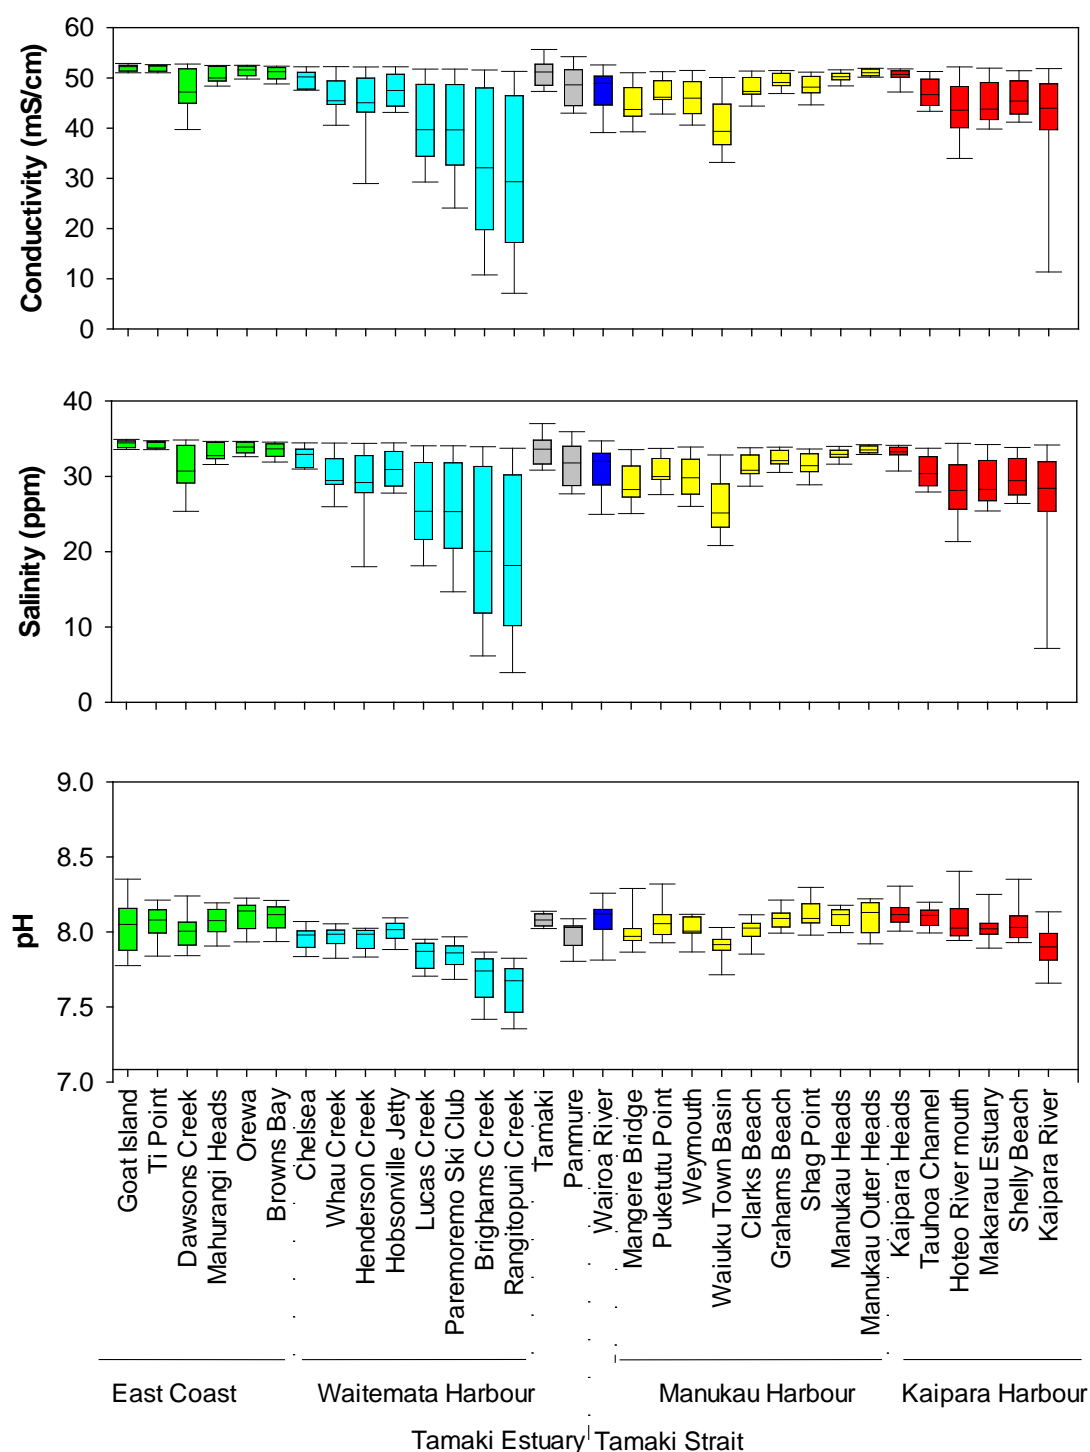 Conductivity (mS/cm)
60
50
40
30
20
10
0
Salinity (ppm)
40
30
20
10
0
pH
9.0
8.5
8.0
7.5
7.0
Goat Island
Ti Point
Dawsons Creek
Mahurangi Heads
Orewa
Browns Bay
Chelsea
Whau Creek
Henderson Creek
Hobsonville Jetty
Lucas Creek
Paremoremo Ski Club
Brighams Creek
Rangitopuni Creek
Tamaki
Panmure
Wairoa River
Mangere Bridge
Puketutu Point
Weymouth
Waiuku Town Basin
Clarks Beach
Grahams Beach
Shag Point
Manukau Heads
Manukau Outer Heads
Kaipara Heads
Tauhoa Channel
Hoteo River mouth
Makarau Estuary
Shelly Beach
Kaipara River
East Coast Waitemata Harbour Manukau Harbour Kaipara Harbour
Tamaki Estuary Tamaki Strait